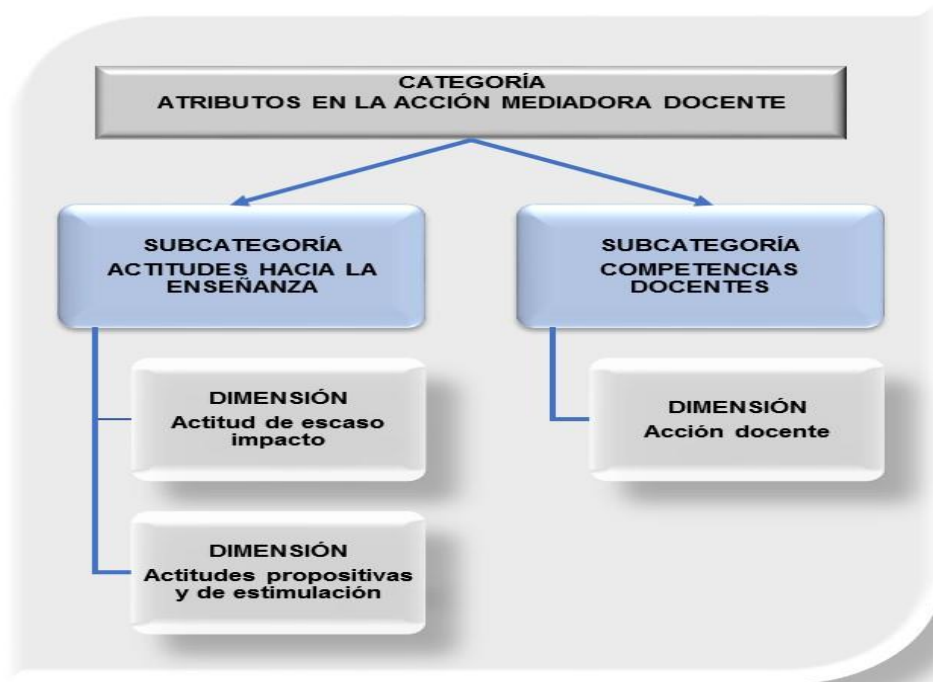 CATEGORÍA
ATRIBUTOS EN LA ACCIÓN MEDIADORA DOCENTE
SUBCATEGORÍA
ACTITUDES HACIA LA
ENSEÑANZA
SUBCATEGORÍA
COMPETENCIAS
DOCENTES
DIMENSIÓN
Actitud de escaso
impacto
DIMENSIÓN
Acción docente
DIMENSIÓN
Actitudes propositivas
y de estimulación